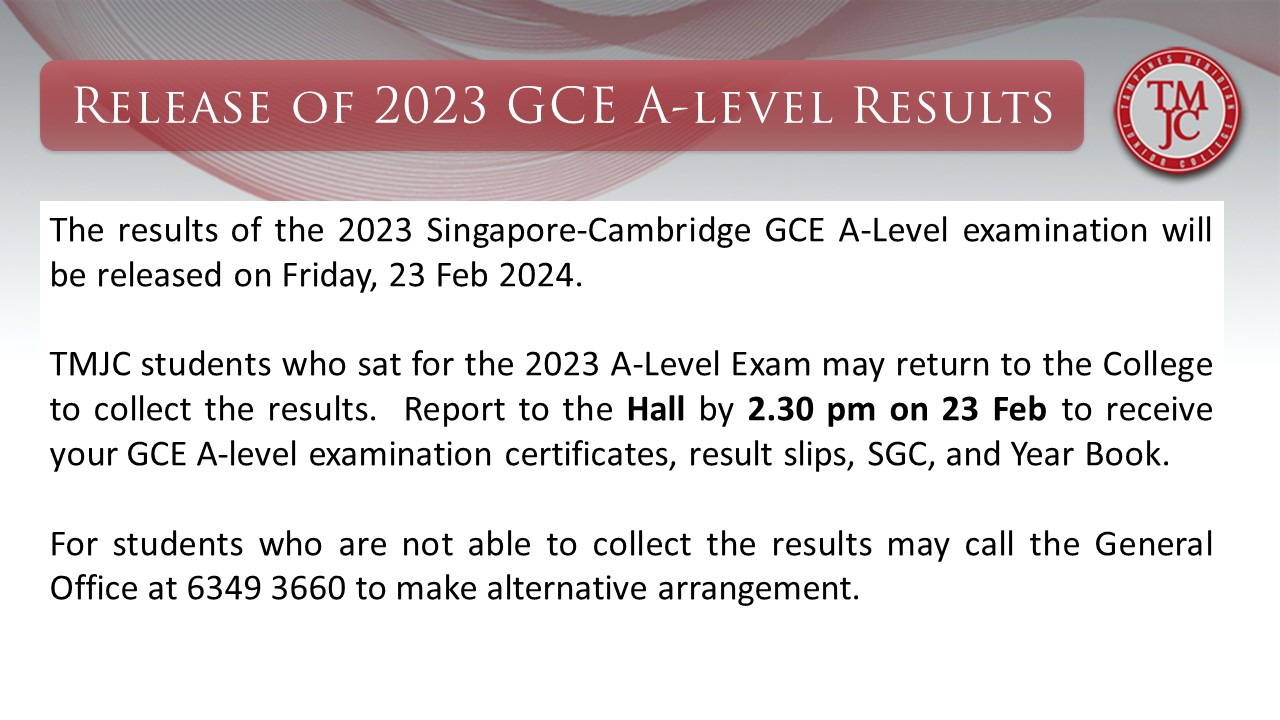 RELEASE OF 2023 GCE A-LEVEL RESULTS
TAMPINES MERIDIAN
TM
JC
JUNIOR COLLEGE
The results of the 2023 Singapore-Cambridge GCE A-Level examination will
be released on Friday, 23 Feb 2024.
TMJC students who sat for the 2023 A-Level Exam may return to the College
to collect the results. Report to the Hall by 2.30 pm on 23 Feb to receive
your GCE A-level examination certificates, result slips, SGC, and Year Book.
For students who are not able to collect the results may call the General
Office at 6349 3660 to make alternative arrangement.